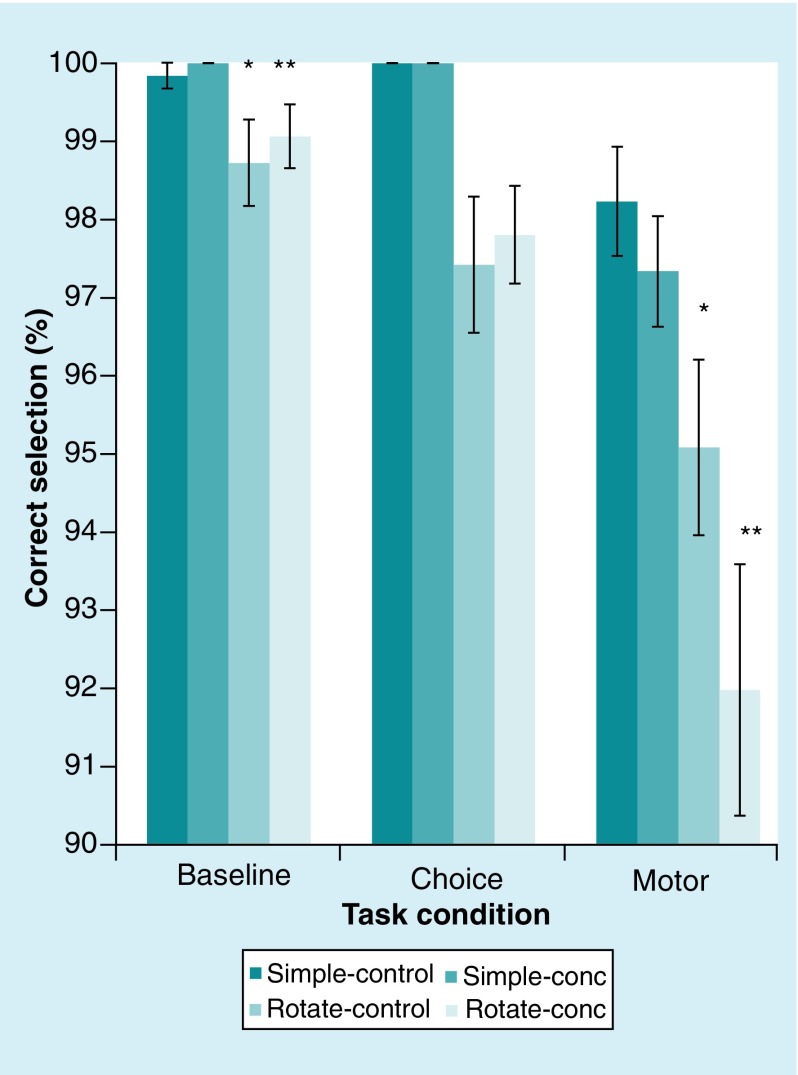 Correct selection (%)
100
99
98
97
96
95
94
93
92
91
90
* **
*
**
Baseline Choice Motor
Task condition
Simple-control Simple-conc
Rotate-control Rotate-conc